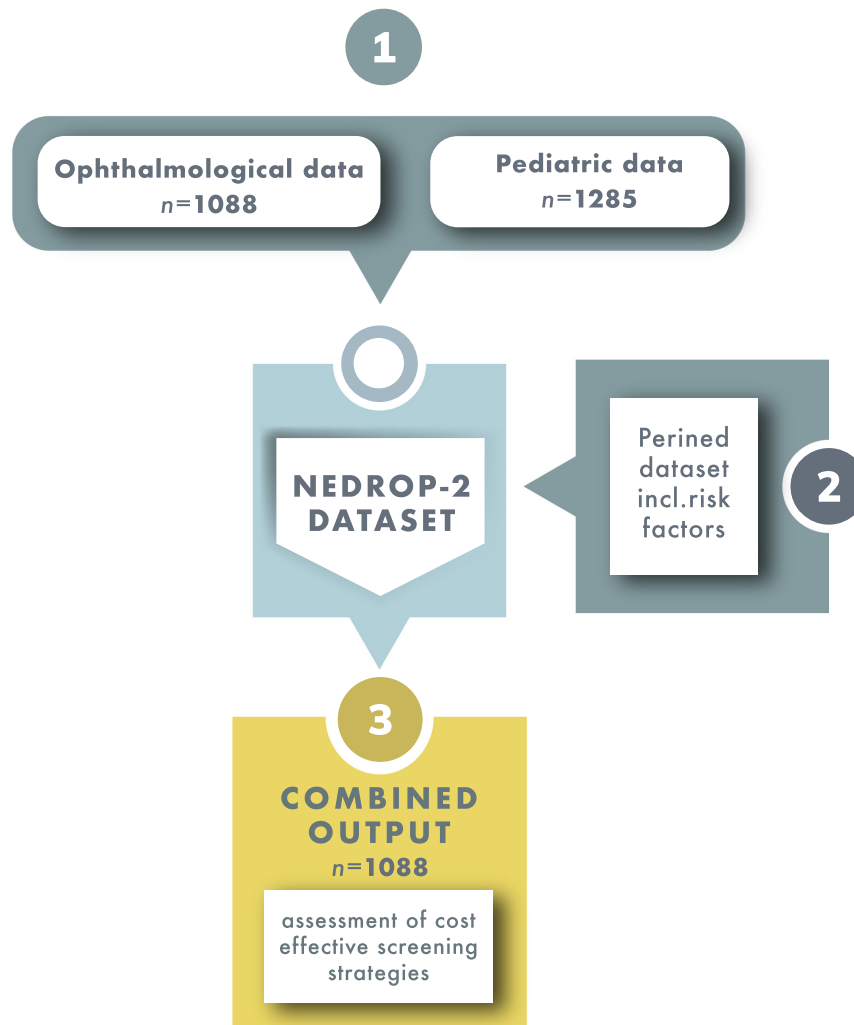 1
Ophthalmological data
n=1088
Pediatric data
n=1285
NEDROP-2
DATASET
Perined
dataset
incl.risk
factors
2
3
COMBINED
OUTPUT
n=1088
assessment of cost
effective screening
strategies